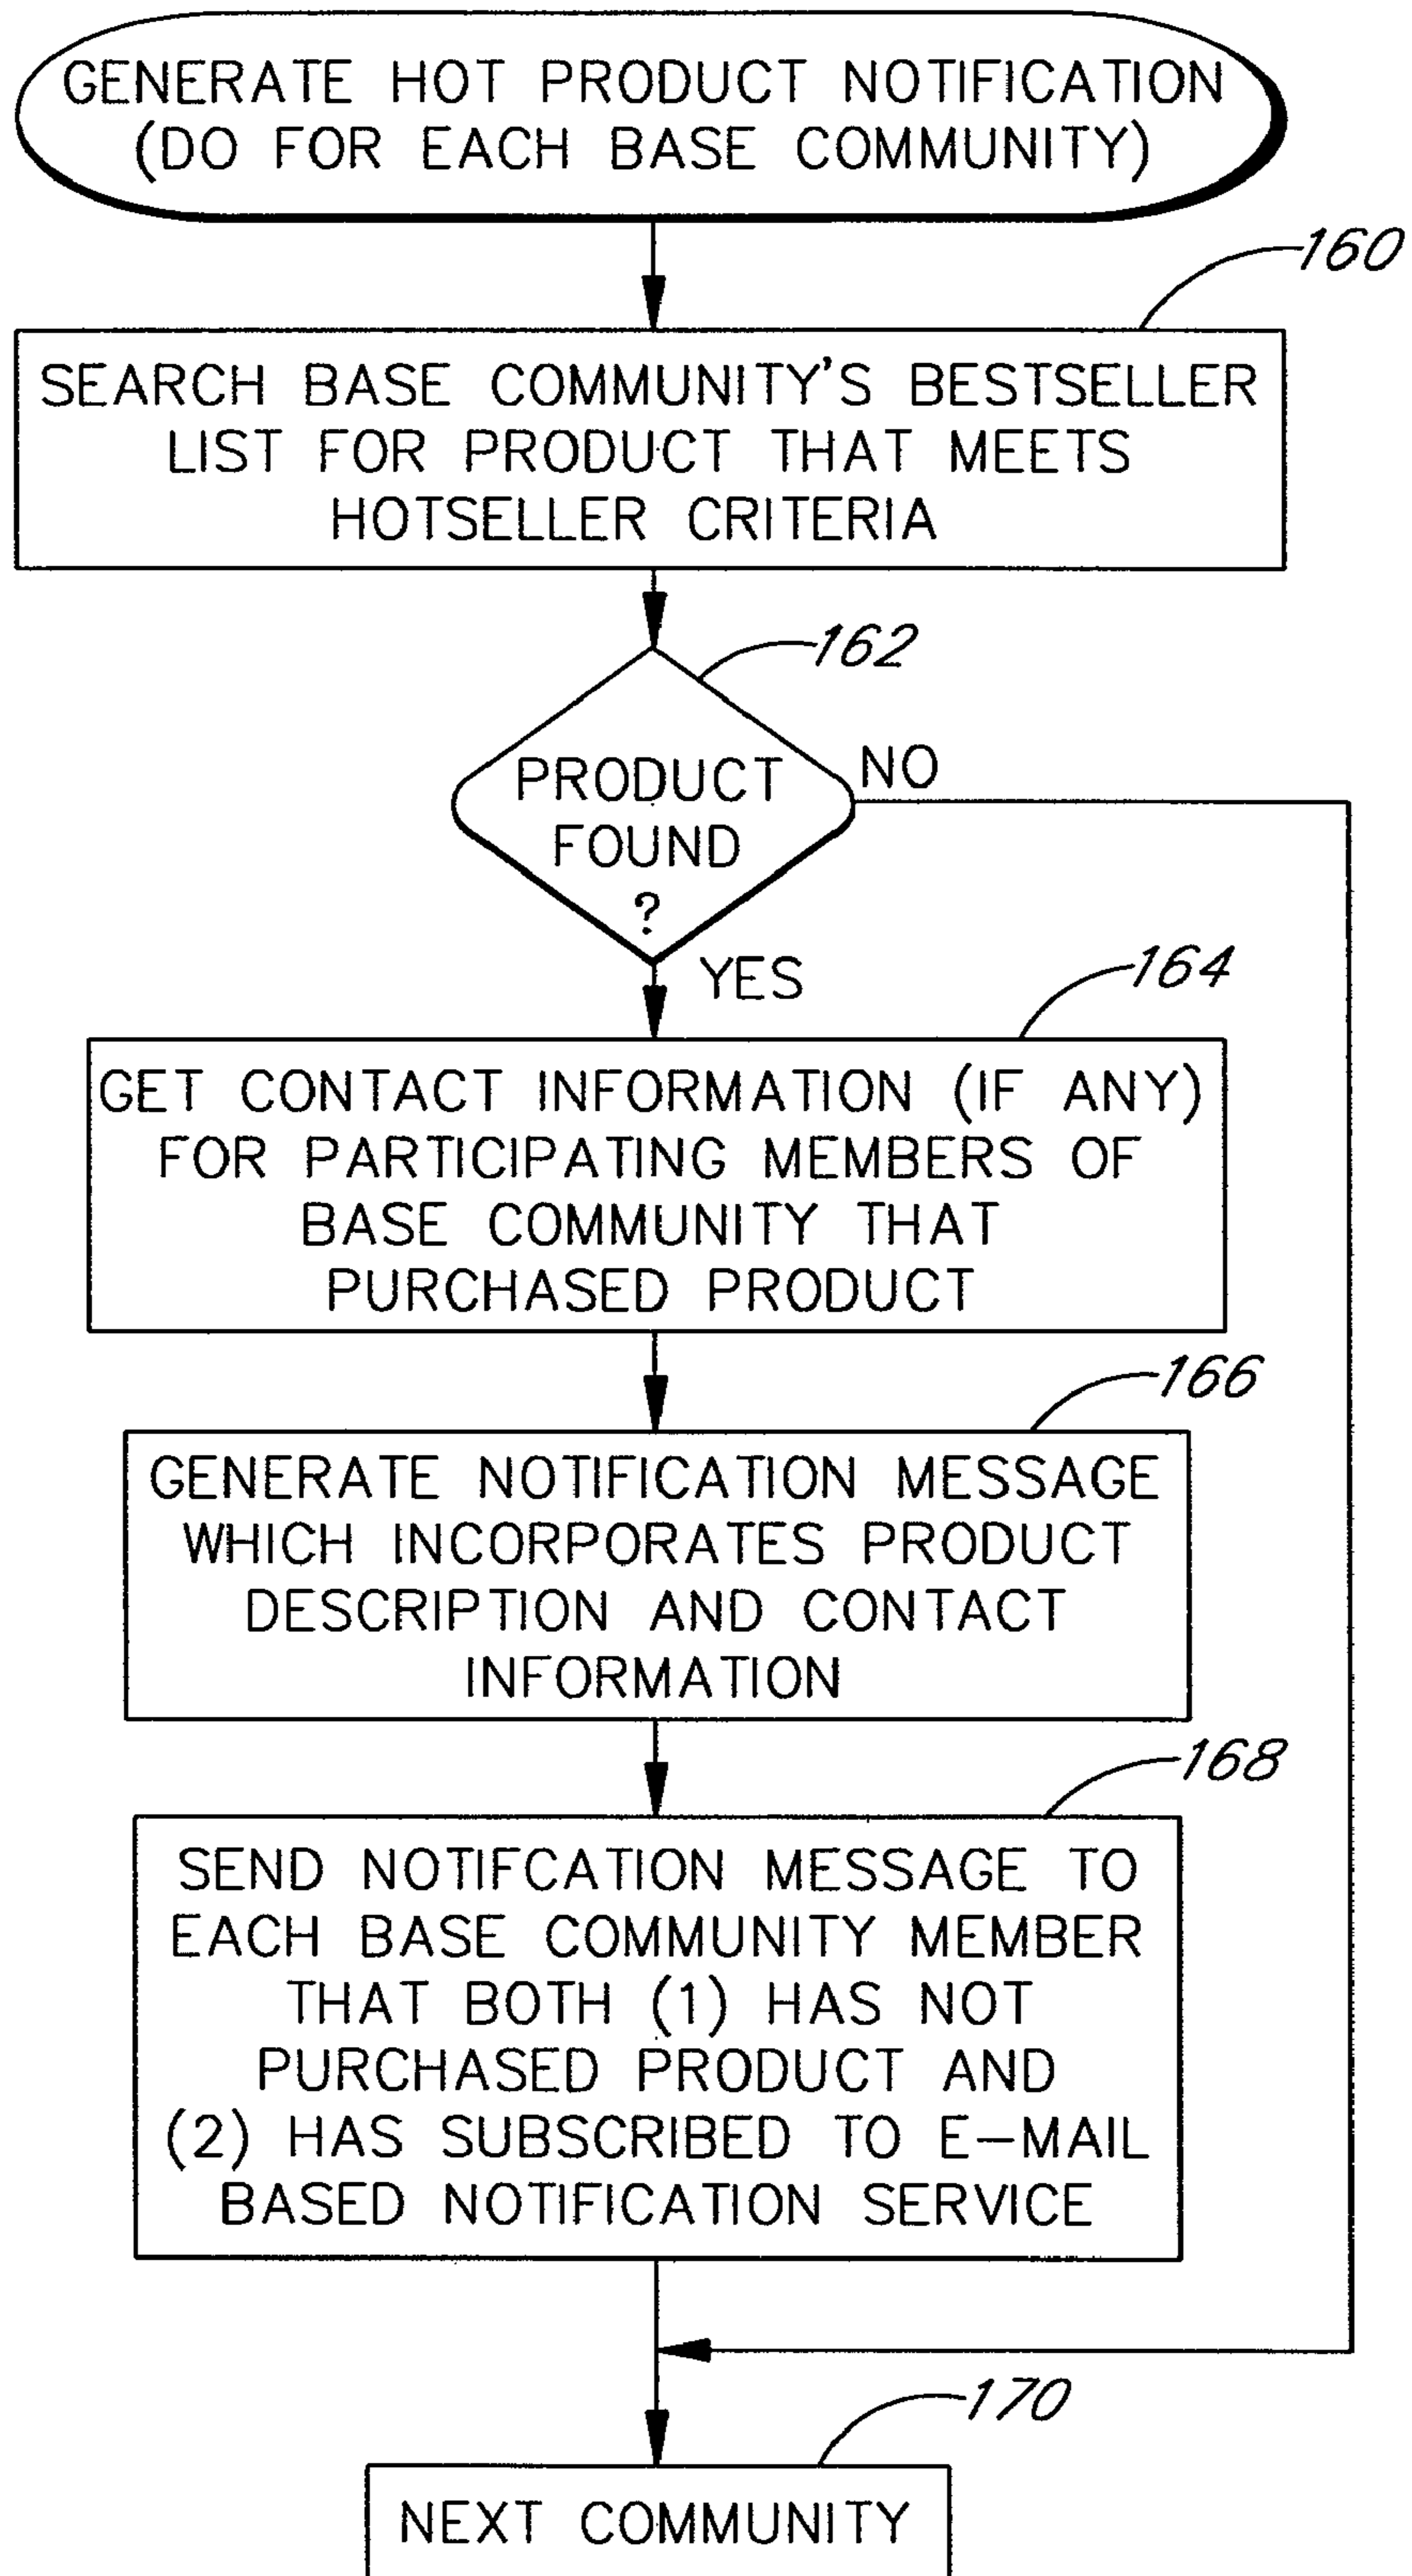 GENERATE HOT PRODUCT NOTIFICATION
(DO FOR EACH BASE COMMUNITY)
160
SEARCH BASE COMMUNITY'S BESTSELLER
LIST FOR PRODUCT THAT MEETS
HOTSELLER CRITERIA
162
PRODUCT
FOUND
?
NO
YES
164
GET CONTACT INFORMATION (IF ANY)
FOR PARTICIPATING MEMBERS OF
BASE COMMUNITY THAT
PURCHASED PRODUCT
166
GENERATE NOTIFICATION MESSAGE
WHICH INCORPORATES PRODUCT
DESCRIPTION AND CONTACT
INFORMATION
168
SEND NOTIFCATION MESSAGE TO
EACH BASE COMMUNITY MEMBER
THAT BOTH (1) HAS NOT
PURCHASED PRODUCT AND
(2) HAS SUBSCRIBED TO E-MAIL
BASED NOTIFICATION SERVICE
170
NEXT COMMUNITY